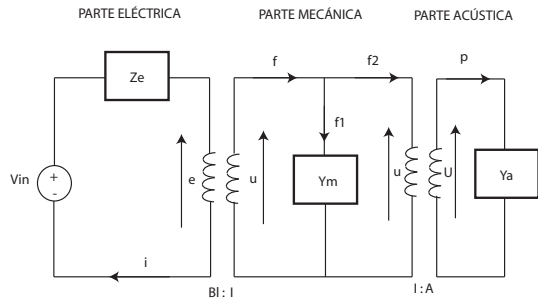 PARTE ELÉCTRICA PARTE MECÁNICA PARTE ACÚSTICA
f f2 p
Ze
f1
Vin + - e u Ym u U Ya
i
Bl : I I : A